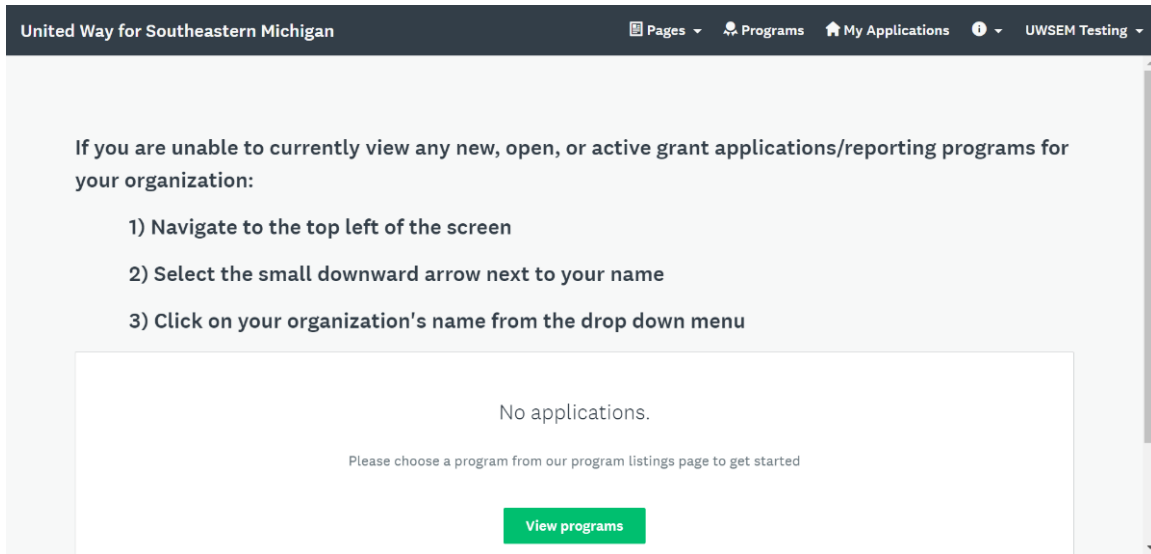 United Way for Southeastern Michigan Pages Programs My Applications UWSEM Testing
If you are unable to currently view any new, open, or active grant applications/reporting programs for
your organization:
1) Navigate to the top left of the screen
2) Select the small downward arrow next to your name
3) Click on your organization's name from the drop down menu
No applications.
Please choose a program from our program listings page to get started
View programs